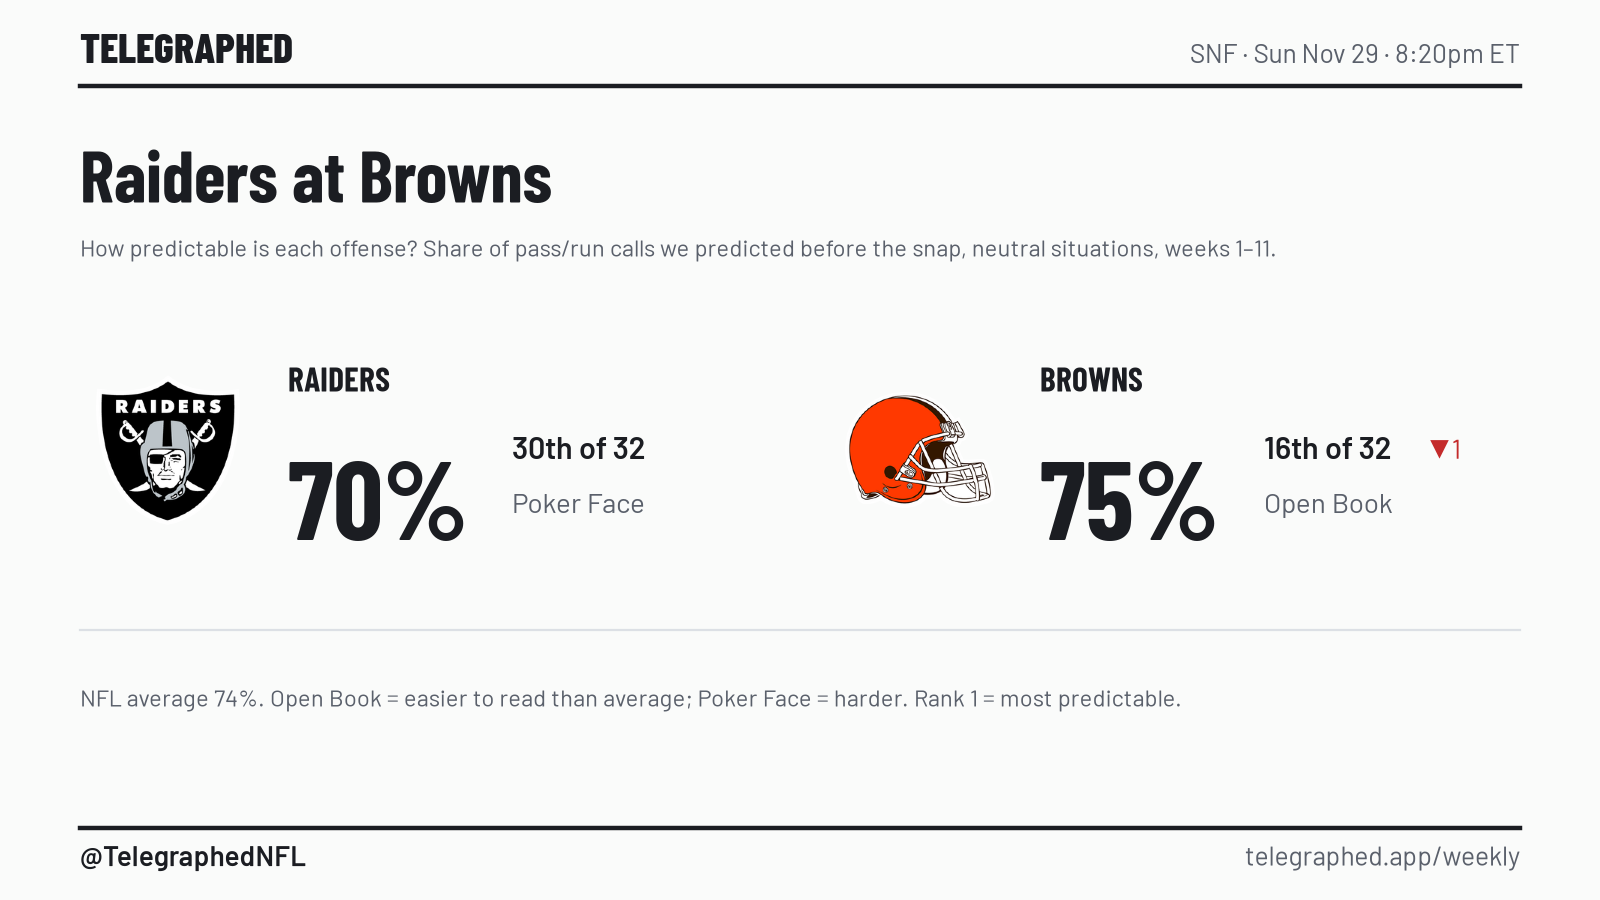 TELEGRAPHED
SNF · Sun Nov 29 · 8:20pm ET
Raiders at Browns
How predictable is each offense? Share of pass/run calls we predicted before the snap, neutral situations, weeks 1–11.
RAIDERS
RAIDERS
70%
30th of 32
Poker Face
BROWNS
75%
16th of 32 ▼1
Open Book
NFL average 74%. Open Book = easier to read than average; Poker Face = harder. Rank 1 = most predictable.
@TelegraphedNFL
telegraphed.app/weekly